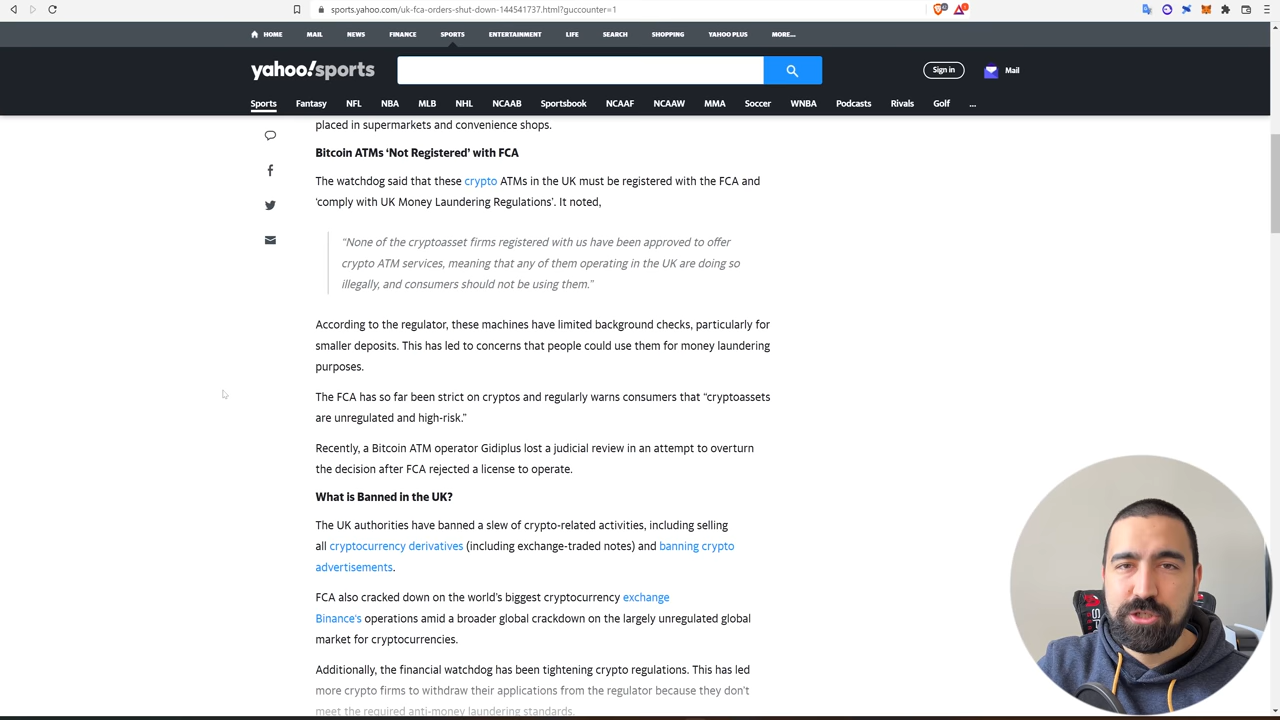 sports.yahoo.com/uk-fca-orders-shut-down-144541737.html?guccounter=1
HOME MAIL NEWS FINANCE SPORTS ENTERTAINMENT LIFE SEARCH SHOPPING YAHOO PLUS MORE...
yahoo!sports
Sign in
Mail
Sports Fantasy NFL NBA MLB NHL NCAAB Sportsbook NCAAF NCAAW MMA Soccer WNBA Podcasts Rivals Golf ...
placed in supermarkets and convenience shops.
Bitcoin ATMs ‘Not Registered’ with FCA
The watchdog said that these crypto ATMs in the UK must be registered with the FCA and
‘comply with UK Money Laundering Regulations’. It noted,
“None of the cryptoasset firms registered with us have been approved to offer
crypto ATM services, meaning that any of them operating in the UK are doing so
illegally, and consumers should not be using them.”
According to the regulator, these machines have limited background checks, particularly for
smaller deposits. This has led to concerns that people could use them for money laundering
purposes.
The FCA has so far been strict on cryptos and regularly warns consumers that “cryptoassets
are unregulated and high-risk.”
Recently, a Bitcoin ATM operator Gidiplus lost a judicial review in an attempt to overturn
the decision after FCA rejected a license to operate.
What is Banned in the UK?
The UK authorities have banned a slew of crypto-related activities, including selling
all cryptocurrency derivatives (including exchange-traded notes) and banning crypto
advertisements.
FCA also cracked down on the world’s biggest cryptocurrency exchange
Binance’s operations amid a broader global crackdown on the largely unregulated global
market for cryptocurrencies.
Additionally, the financial watchdog has been tightening crypto regulations. This has led
more crypto firms to withdraw their applications from the regulator because they don’t
meet the required anti-money laundering standards.